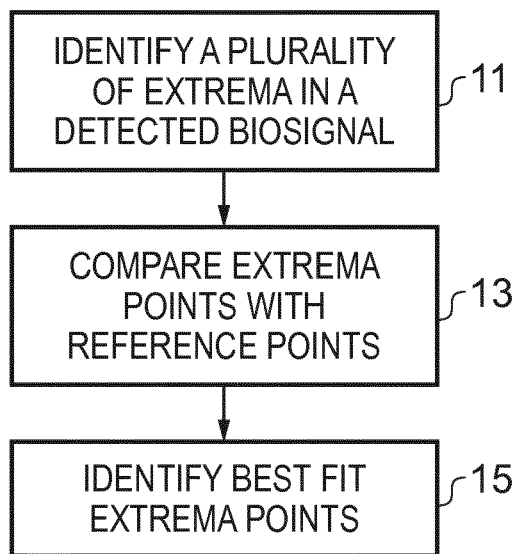 IDENTIFY A PLURALITY
OF EXTREMA IN A
DETECTED BIOSIGNAL
11
COMPARE EXTREMA
POINTS WITH
REFERENCE POINTS
13
IDENTIFY BEST FIT
EXTREMA POINTS
15